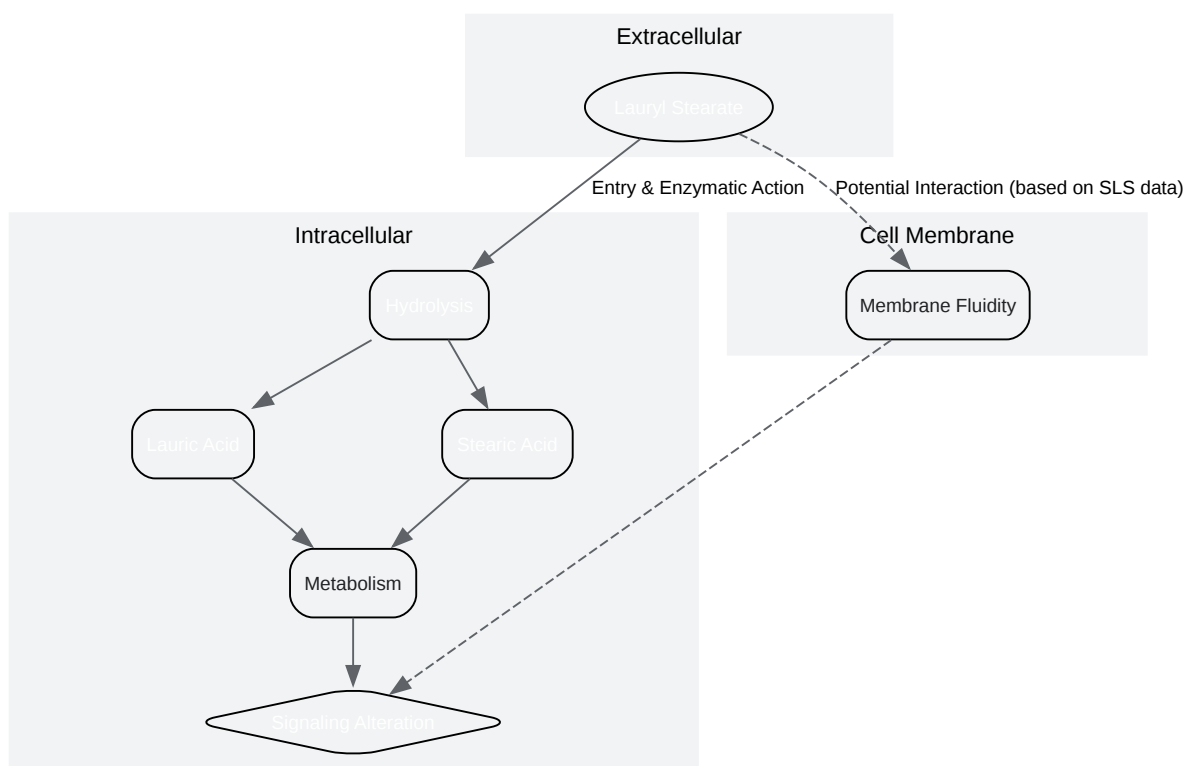 Extracellular
Lauryl Stearate
Entry & Enzymatic Action
Potential Interaction (based on SLS data)
Intracellular
Cell Membrane
Hydrolysis
Membrane Fluidity
Lauric Acid
Stearic Acid
Metabolism
Signaling Alteration